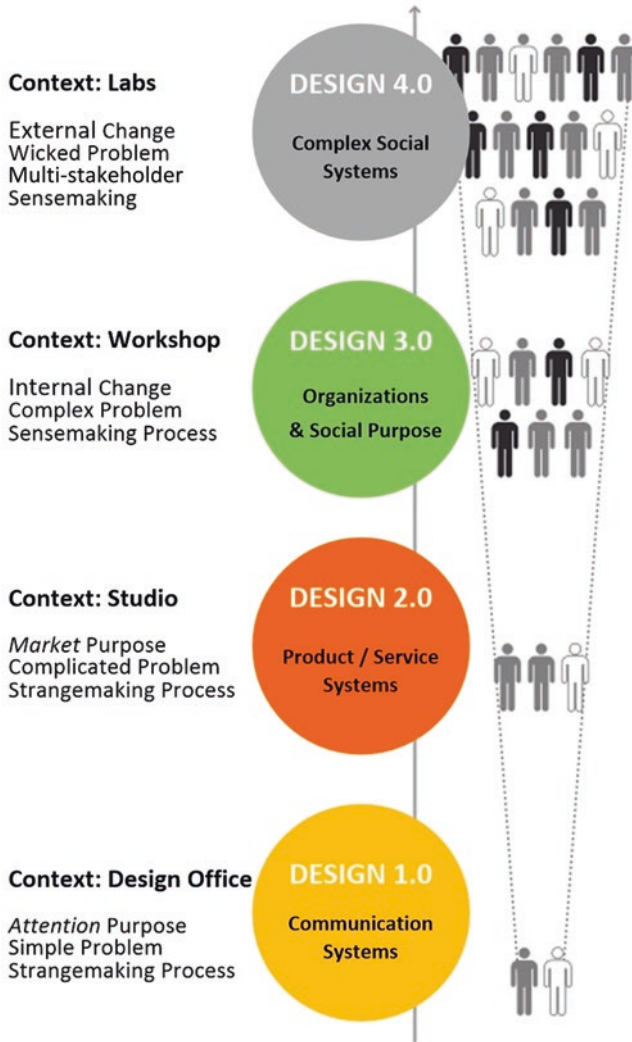 Context: Labs
External Change
Wicked Problem
Multi-stakeholder
Sensemaking
DESIGN 4.0
Complex Social
Systems
Context: Workshop
Internal Change
Complex Problem
Sensemaking Process
DESIGN 3.0
Organizations
& Social Purpose
Context: Studio
Market Purpose
Complicated Problem
Strangemaking Process
DESIGN 2.0
Product / Service
Systems
Context: Design Office
Attention Purpose
Simple Problem
Strangemaking Process
DESIGN 1.0
Communication
Systems